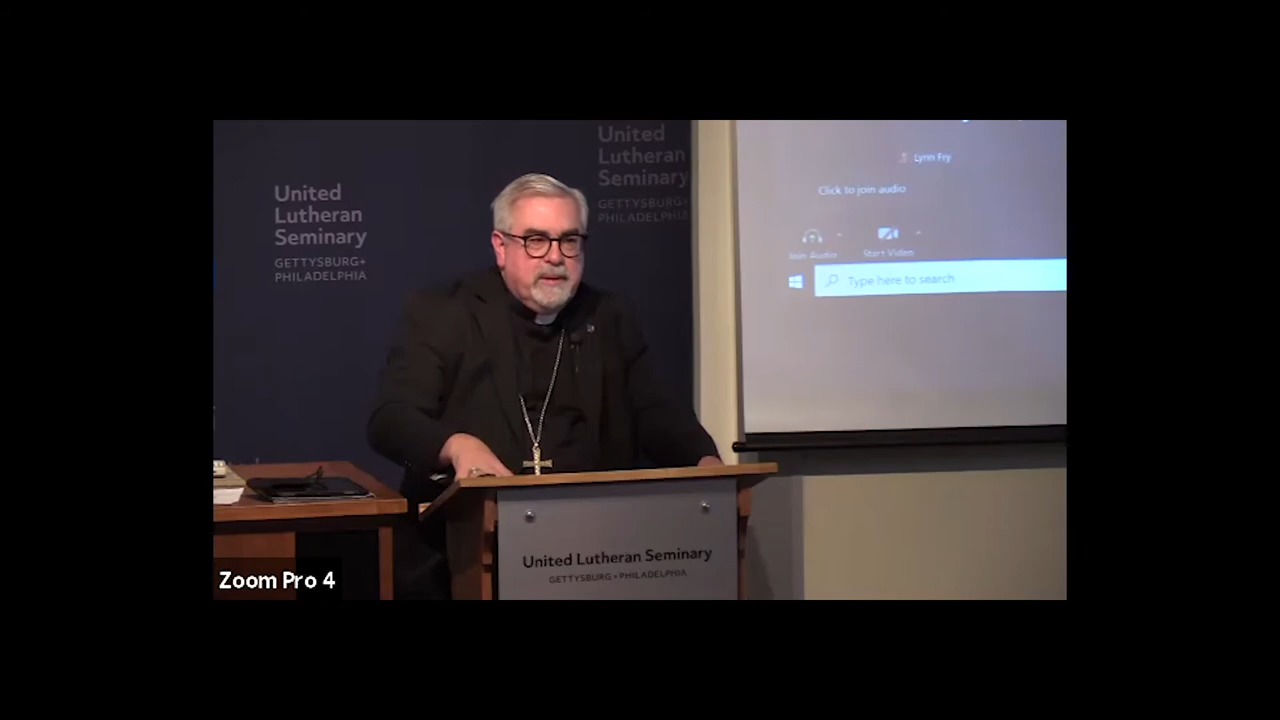 United
Lutheran
Seminary
GETTYSBURG+
PHILADELPHIA
United
Lutheran
Seminary
GETTYSBURG+
PHILADELPHIA
Lynn Fry
Click to join audio
Join Audio
Start Video
Type here to search
United Lutheran Seminary
GETTYSBURG + PHILADELPHIA
Zoom Pro 4